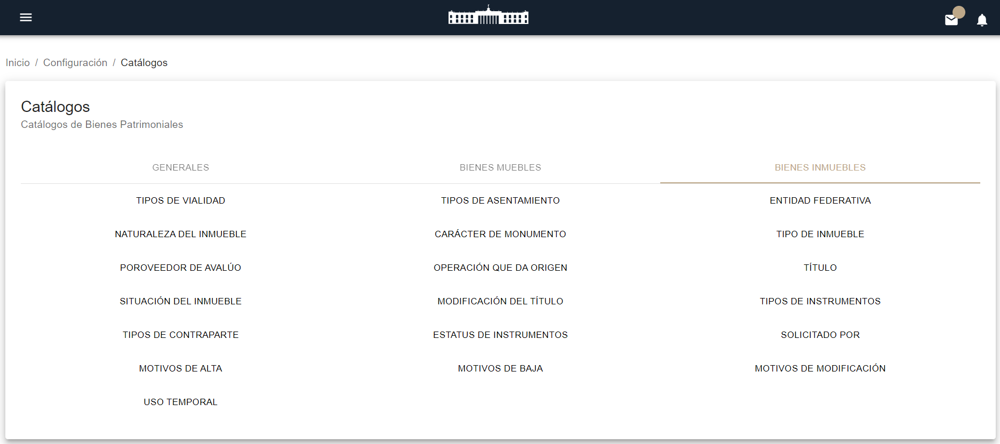 Inicio / Configuración / Catálogos
Catálogos
Catálogos de Bienes Patrimoniales
GENERALES BIENES MUEBLES BIENES INMUEBLES
TIPOS DE VIALIDAD TIPOS DE ASENTAMIENTO ENTIDAD FEDERATIVA
NATURALEZA DEL INMUEBLE CARÁCTER DE MONUMENTO TIPO DE INMUEBLE
POROVEEDOR DE AVALÚO OPERACIÓN QUE DA ORIGEN TÍTULO
SITUACIÓN DEL INMUEBLE MODIFICACIÓN DEL TÍTULO TIPOS DE INSTRUMENTOS
TIPOS DE CONTRAPARTE ESTATUS DE INSTRUMENTOS SOLICITADO POR
MOTIVOS DE ALTA MOTIVOS DE BAJA MOTIVOS DE MODIFICACIÓN
USO TEMPORAL